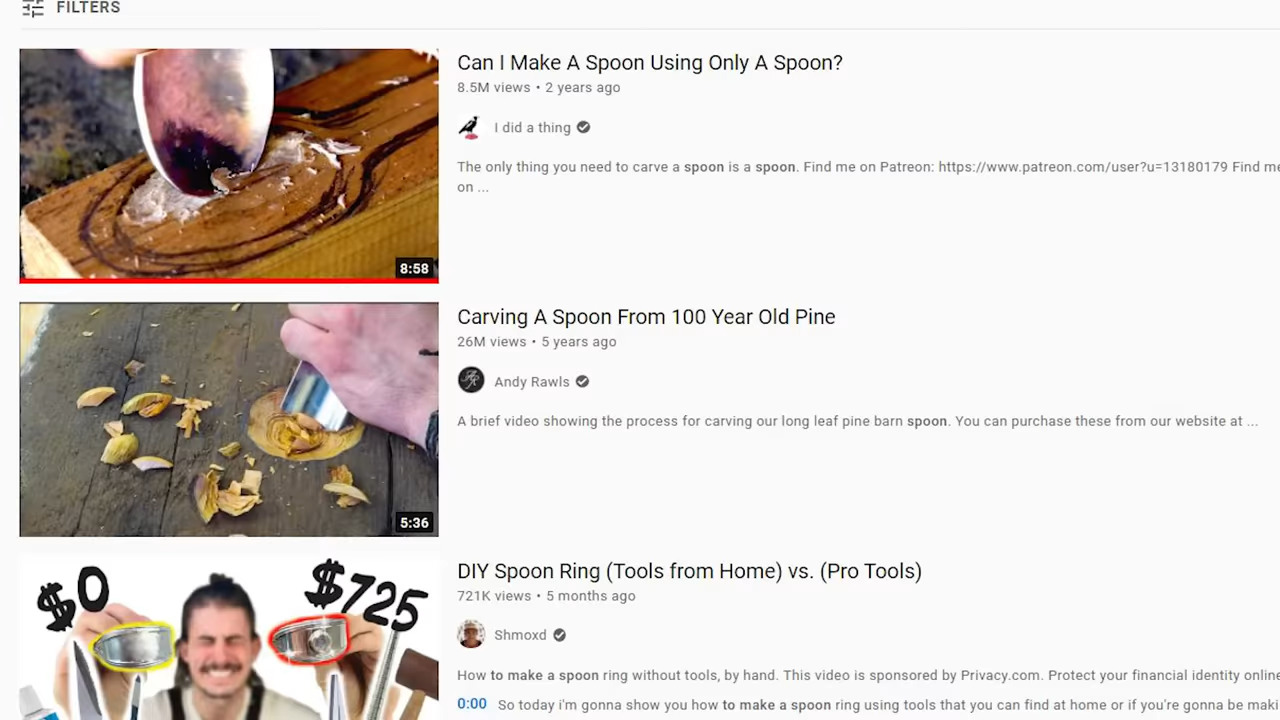 FILTERS
Can I Make A Spoon Using Only A Spoon?
8.5M views • 2 years ago
I did a thing
The only thing you need to carve a spoon is a spoon. Find me on Patreon: https://www.patreon.com/user?u=13180179 Find me
on ...
8:58
Carving A Spoon From 100 Year Old Pine
26M views • 5 years ago
Andy Rawls
A brief video showing the process for carving our long leaf pine barn spoon. You can purchase these from our website at ...
5:36
$0
$725
DIY Spoon Ring (Tools from Home) vs. (Pro Tools)
721K views • 5 months ago
Shmoxd
How to make a spoon ring without tools, by hand. This video is sponsored by Privacy.com. Protect your financial identity online
0:00 So today i'm gonna show you how to make a spoon ring using tools that you can find at home or if you're gonna be maki